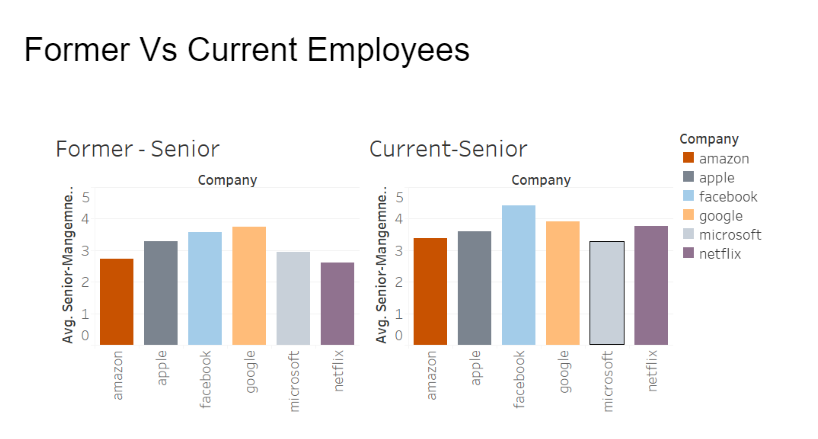 Former Vs Current Employees
Former - Senior
Company
Avg. Senior-Mangemne..
5
4
3
2
1
0
amazon
apple
facebook
google
microsoft
netflix
Current-Senior
Company
Avg. Senior-Mangemne..
5
4
3
2
1
0
amazon
apple
facebook
google
microsoft
netflix
Company
amazon
apple
facebook
google
microsoft
netflix